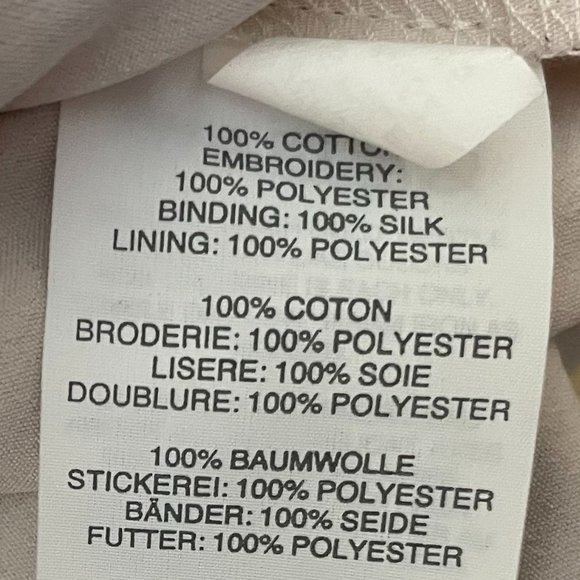 100% COTTON
EMBROIDERY:
100% POLYESTER
BINDING: 100% SILK
LINING: 100% POLYESTER
100% COTON
BRODERIE: 100% POLYESTER
LISERE: 100% SOIE
DOUBLURE: 100% POLYESTER
100% BAUMWOLLE
STICKEREI: 100% POLYESTER
BÄNDER: 100% SEIDE
FUTTER: 100% POLYESTER